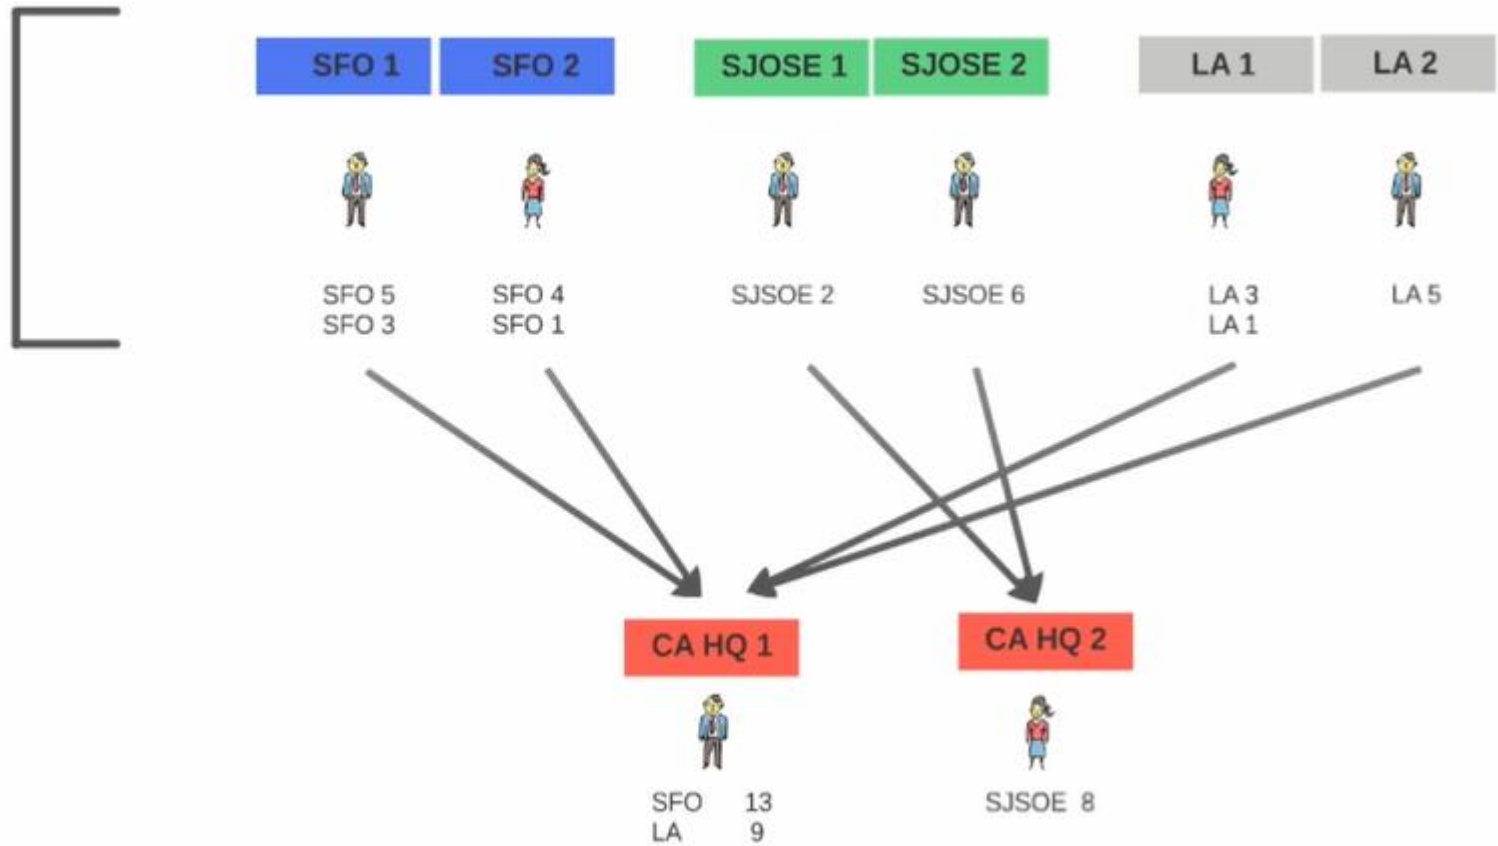 SFO 1 SFO 2 SJOSE 1 SJOSE 2 LA 1 LA 2
SFO 5 SFO 4 SJSOE 2 SJSOE 6 LA 3 LA 5
SFO 3 SFO 1 LA 1
CA HQ 1 CA HQ 2
SFO 13 SJSOE 8
LA 9